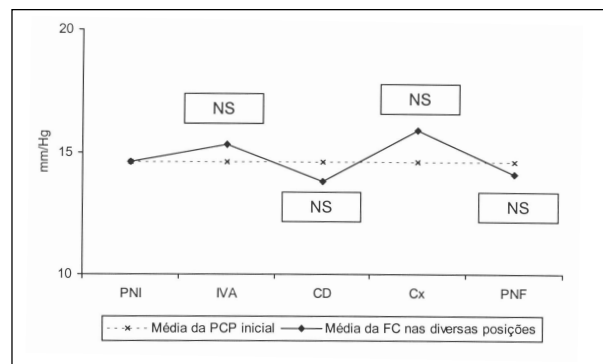 20
NS
NS
mm/Hg
15
NS
NS
10
PNI IVA CD Cx PNF
Média da PCP inicial Média da FC nas diversas posições